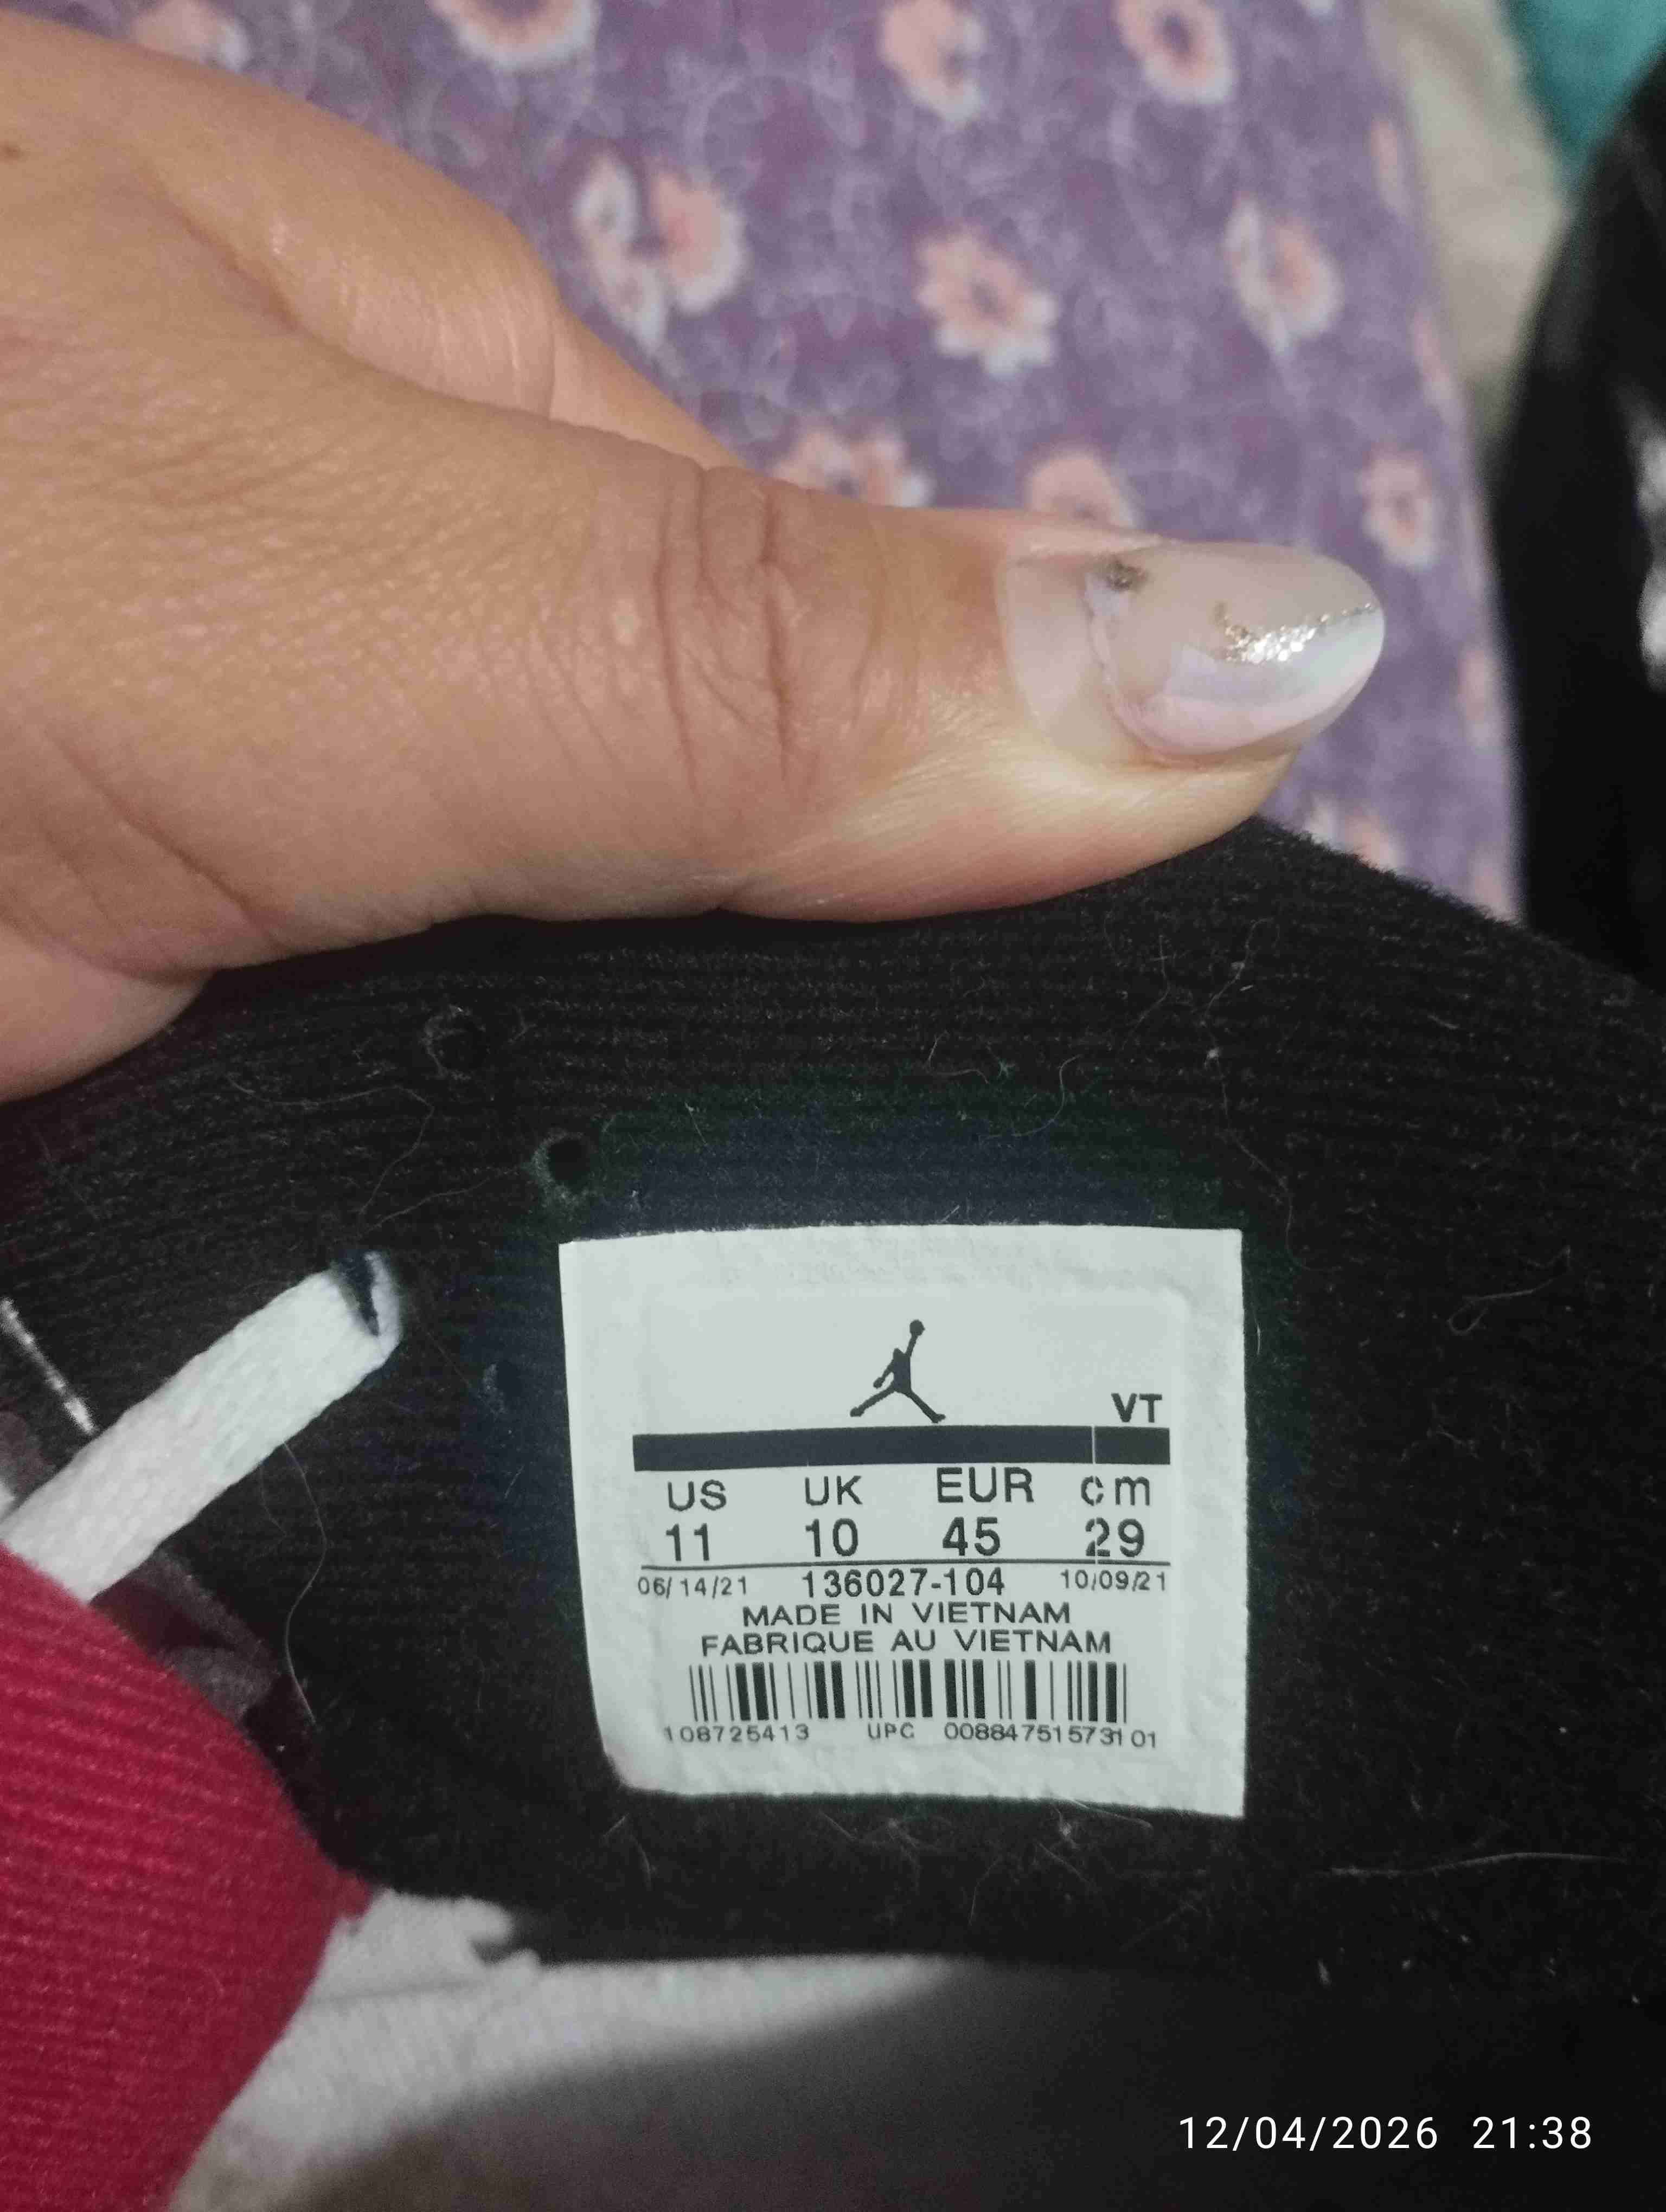 VT
US UK EUR cm
11 10 45 29
06/14/21 136027-104 10/09/21
MADE IN VIETNAM
FABRIQUE AU VIETNAM
108725413 UPC 00884751573101
12/04/2026 21:38